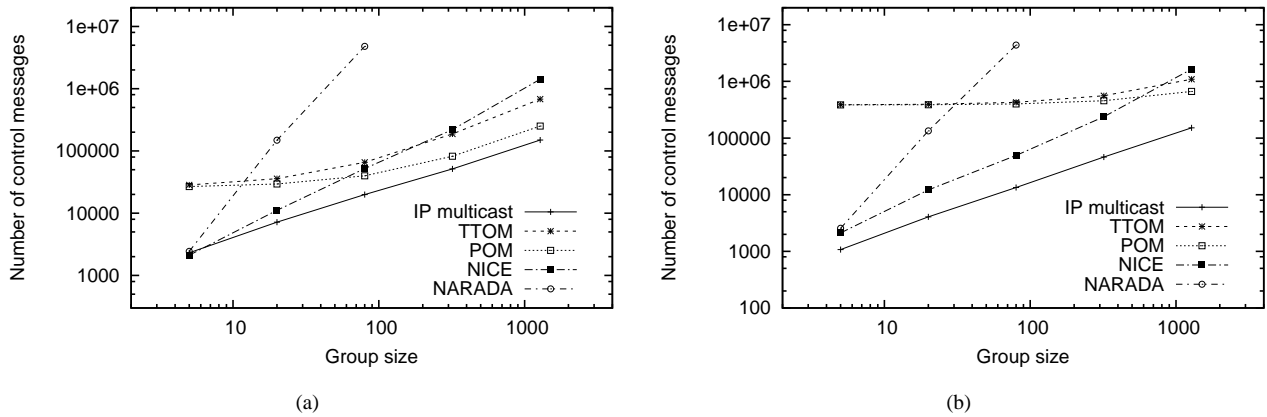 1e+07
1e+06
100000
10000
1000
Number of control messages
10
100
1000
Group size
IP multicast
TTOM
POM
NICE
NARADA
(a)
1e+07
1e+06
100000
10000
1000
100
Number of control messages
10
100
1000
Group size
IP multicast
TTOM
POM
NICE
NARADA
(b)